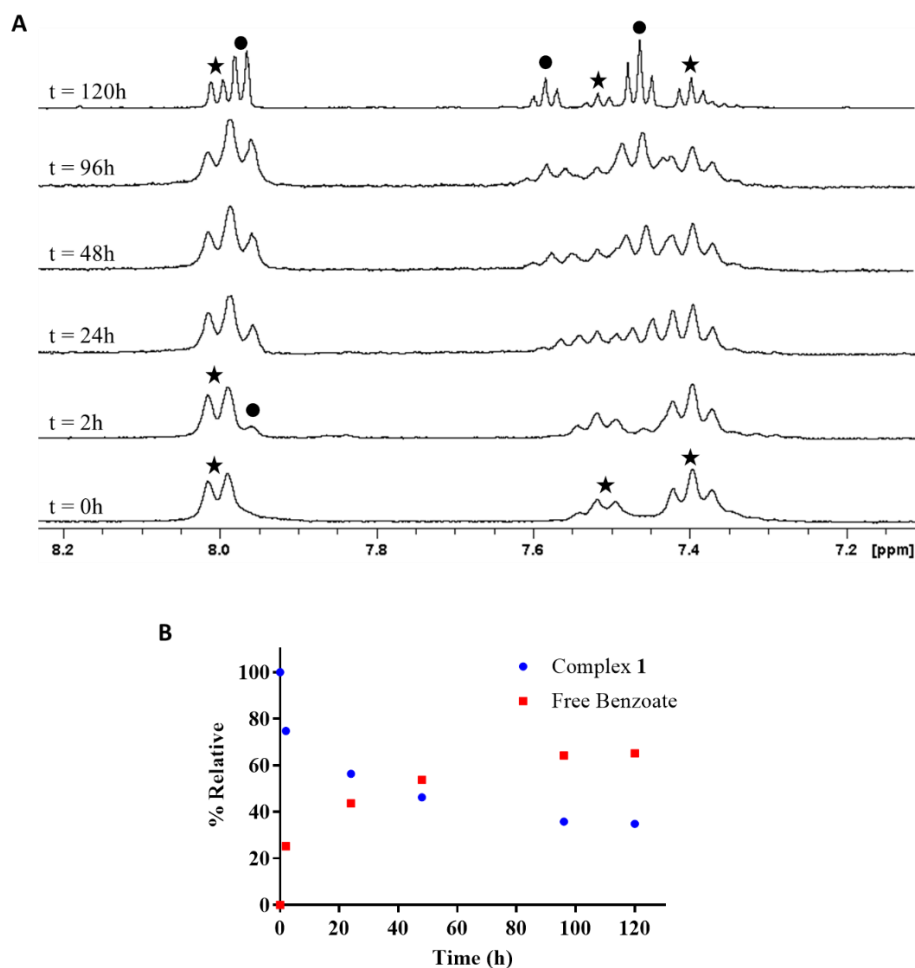 A
t = 120h
t = 96h
t = 48h
t = 24h
t = 2h
t = 0h
8.2 8.0 7.8 7.6 7.4 7.2 [ppm]
B
Complex 1
Free Benzoate
% Relative
100
80
60
40
20
0
0 20 40 60 80 100 120
Time (h)